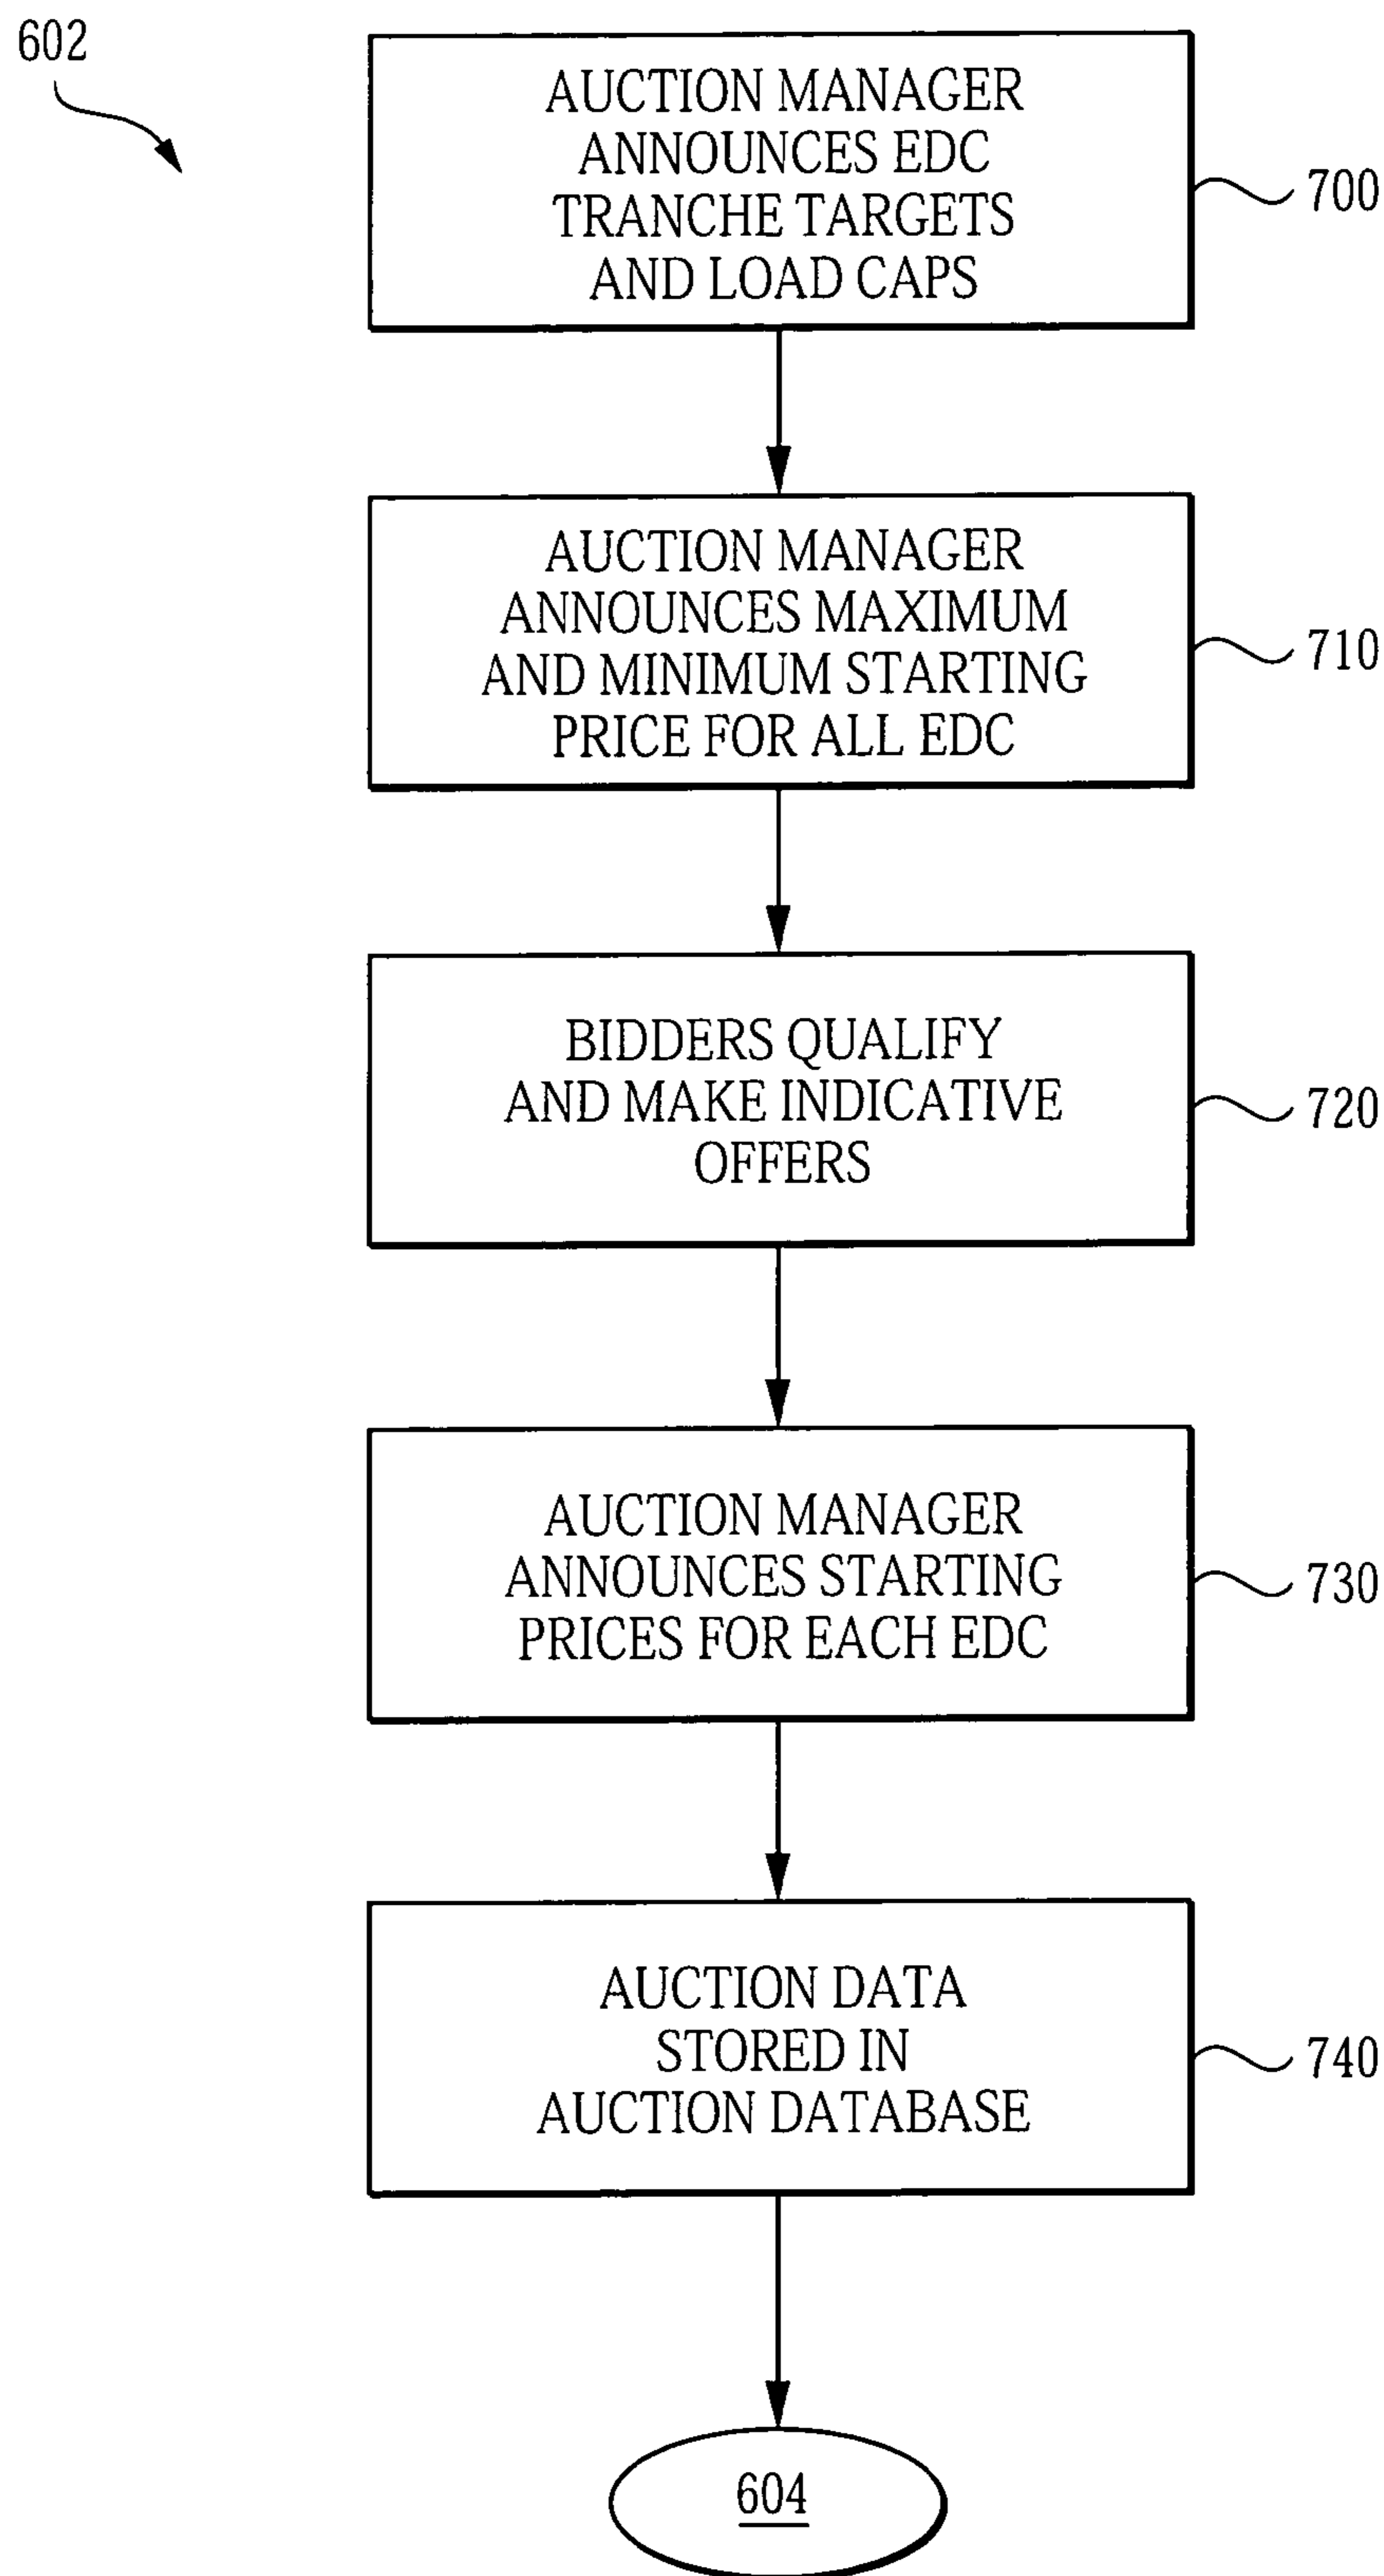 602
AUCTION MANAGER
ANNOUNCES EDC
TRANCHE TARGETS
AND LOAD CAPS
700
AUCTION MANAGER
ANNOUNCES MAXIMUM
AND MINIMUM STARTING
PRICE FOR ALL EDC
710
BIDDERS QUALIFY
AND MAKE INDICATIVE
OFFERS
720
AUCTION MANAGER
ANNOUNCES STARTING
PRICES FOR EACH EDC
730
AUCTION DATA
STORED IN
AUCTION DATABASE
740
604